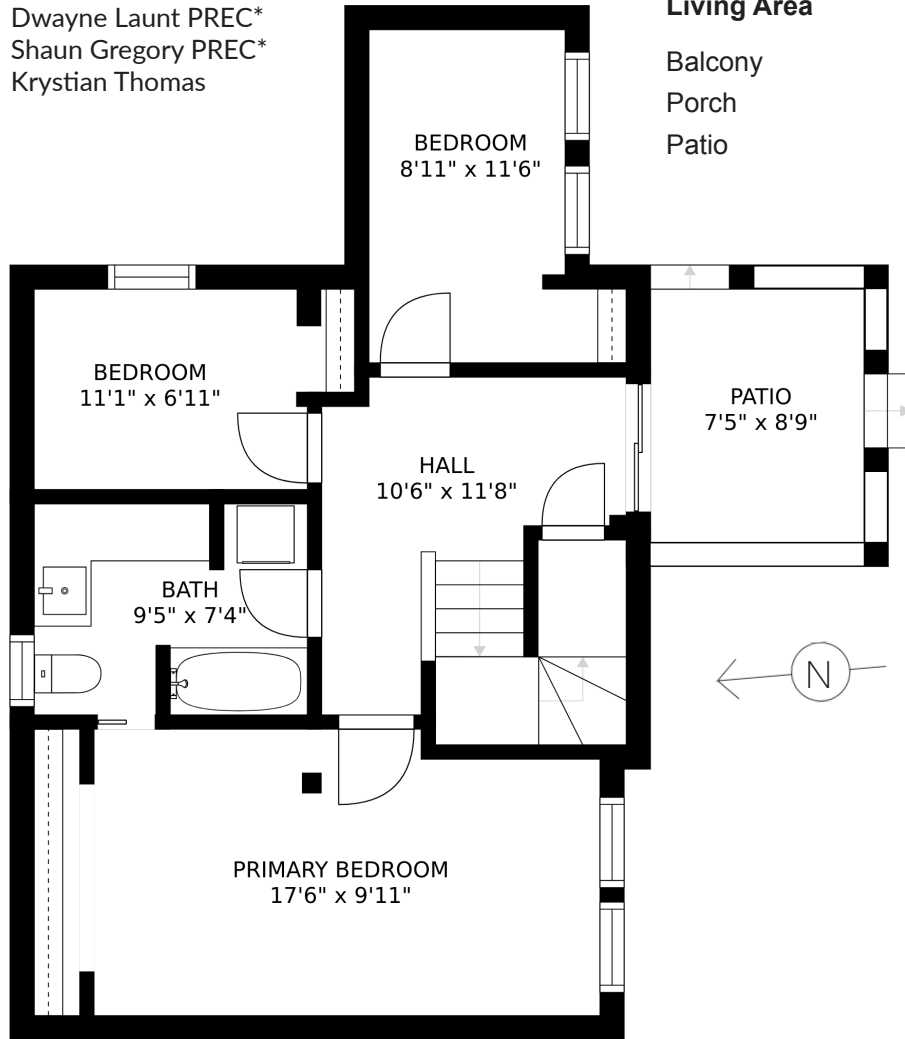 Dwayne Launt PREC*
Shaun Gregory PREC*
Krystian Thomas
Living Area
Balcony
Porch
Patio
BEDROOM
8'11" x 11'6"
BEDROOM
11'1" x 6'11"
PATIO
7'5" x 8'9"
HALL
10'6" x 11'8"
BATH
9'5" x 7'4"
N
PRIMARY BEDROOM
17'6" x 9'11"